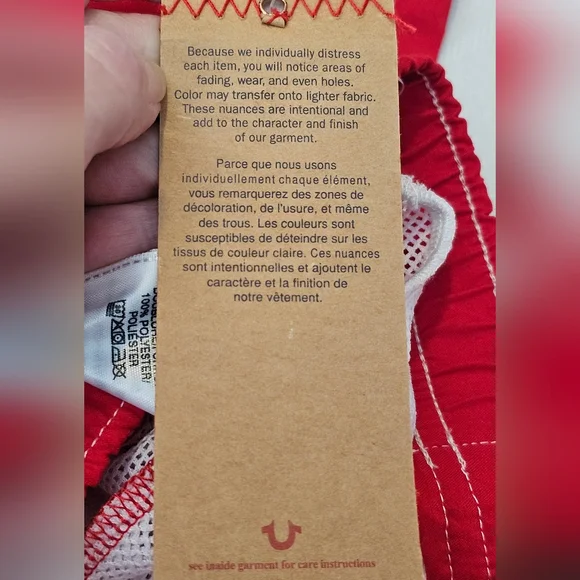 Because we individually distress
each item, you will notice areas of
fading, wear, and even holes.
Color may transfer onto lighter fabric.
These nuances are intentional and
add to the character and finish
of our garment.
Parce que nous usons
individuellement chaque élément,
vous remarquerez des zones de
décoloration, de l'usure, et même
des trous. Les couleurs sont
susceptibles de déteindre sur les
tissus de couleur claire. Ces nuances
sont intentionnelles et ajoutent le
caractère et la finition de
notre vêtement.
100% POLYESTER/
POLIÉSTER
see inside garment for care instructions